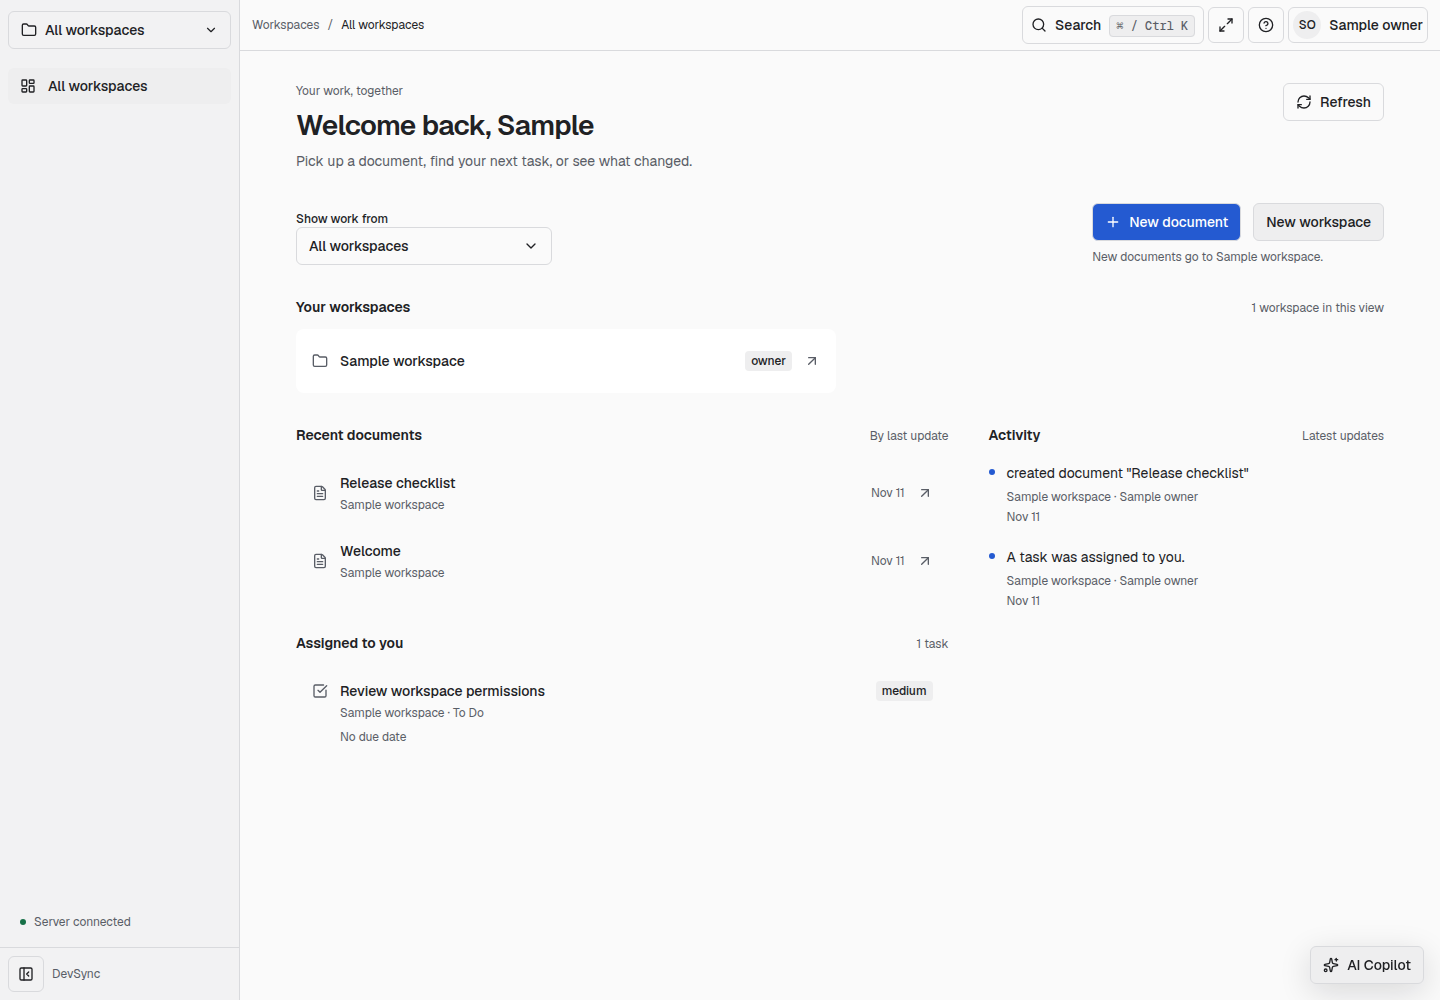 All workspaces
All workspaces
Server connected
DevSync
Workspaces / All workspaces
Search ⌘ / Ctrl K
SO Sample owner
Your work, together
Welcome back, Sample
Pick up a document, find your next task, or see what changed.
Refresh
Show work from
All workspaces
New document
New workspace
New documents go to Sample workspace.
Your workspaces
1 workspace in this view
Sample workspace
owner
Recent documents
By last update
Release checklist
Sample workspace
Nov 11
Welcome
Sample workspace
Nov 11
Activity
Latest updates
created document "Release checklist"
Sample workspace · Sample owner
Nov 11
A task was assigned to you.
Sample workspace · Sample owner
Nov 11
Assigned to you
1 task
Review workspace permissions
medium
Sample workspace · To Do
No due date
AI Copilot